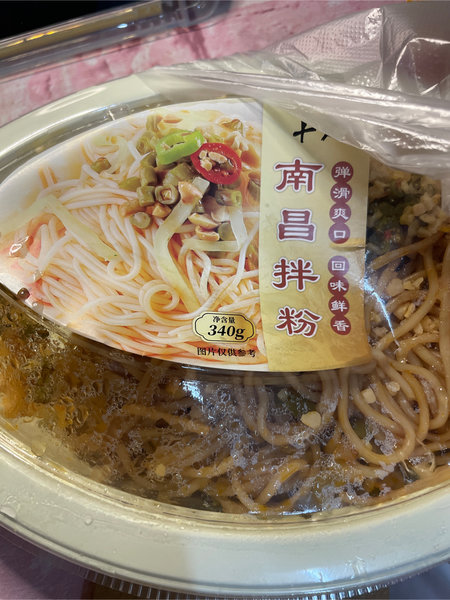 南昌拌粉
弹滑爽口
回味鲜香
净含量
340g
图片仅供参考